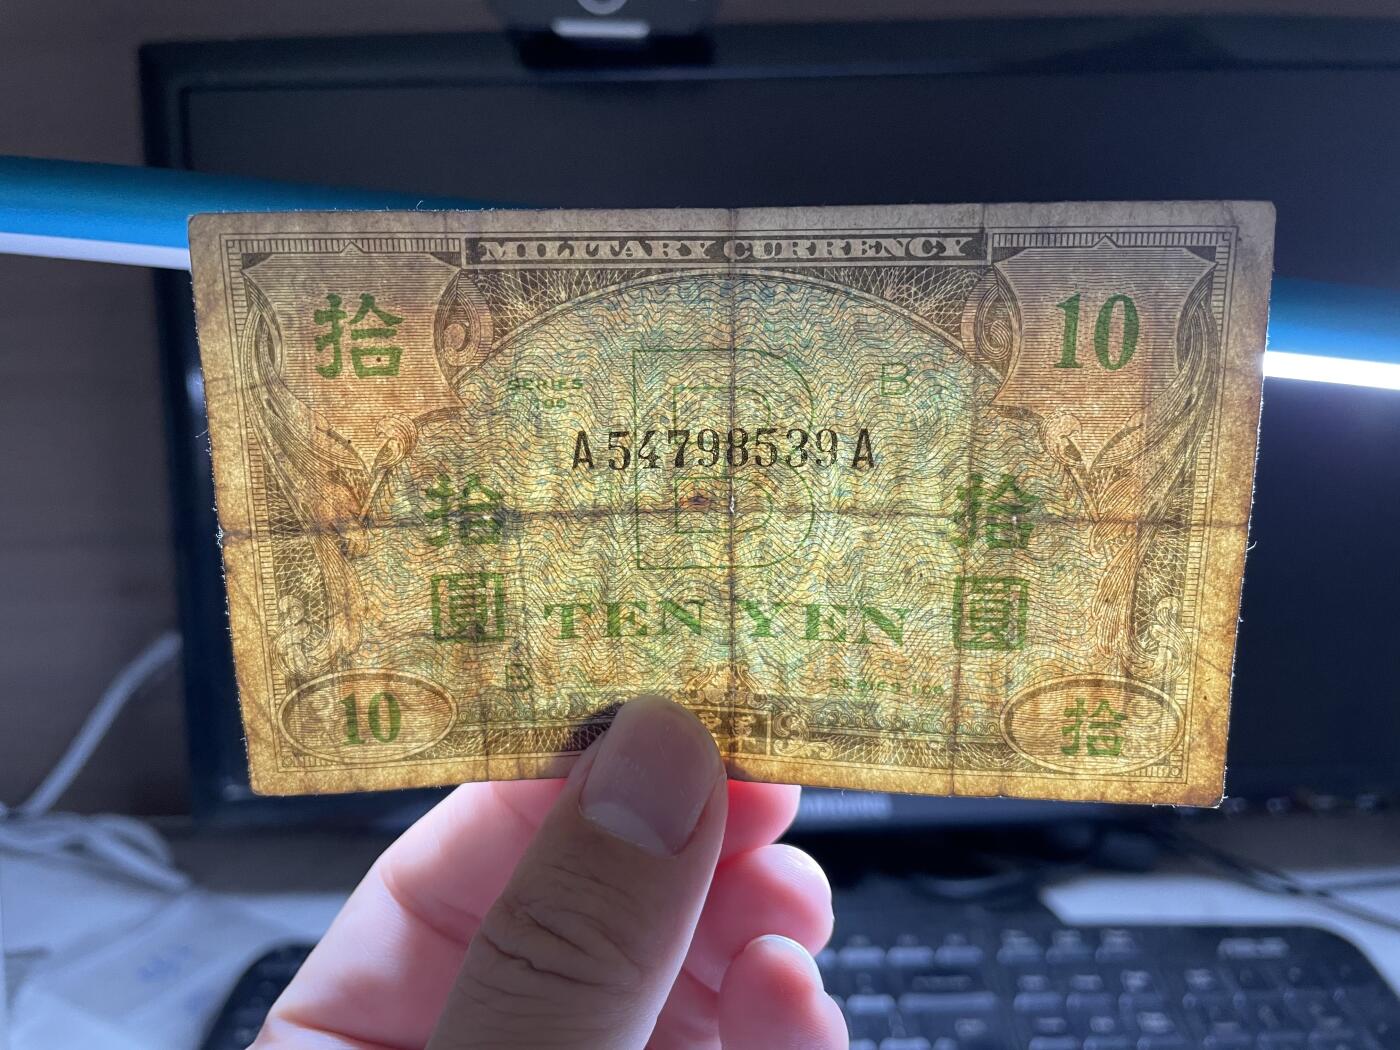 MILITARY CURRENCY
拾
10
SERIES
100
B
B
A54798539A
拾
圓
拾
圓
TEN YEN
B
SERIES 100
10
拾